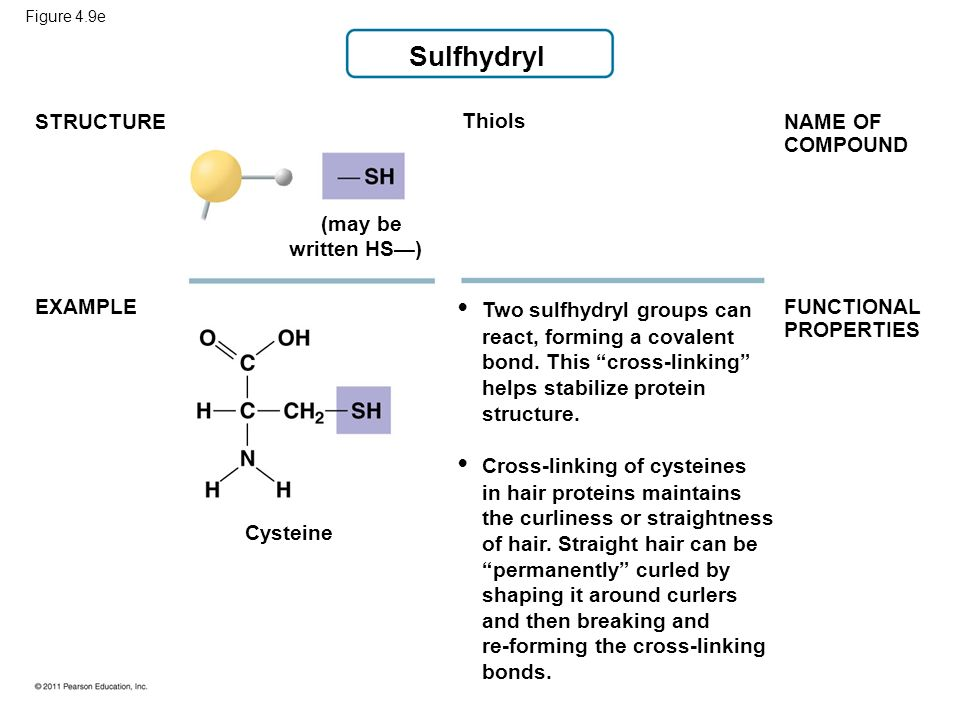 Figure 4.9e
Sulfhydryl
STRUCTURE
— SH
(may be
written HS—)
Thiols
NAME OF
COMPOUND
EXAMPLE
O OH
C
H — C — CH₂ — SH
N
H H
Cysteine
• Two sulfhydryl groups can
react, forming a covalent
bond. This “cross-linking”
helps stabilize protein
structure.
• Cross-linking of cysteines
in hair proteins maintains
the curliness or straightness
of hair. Straight hair can be
“permanently” curled by
shaping it around curlers
and then breaking and
re-forming the cross-linking
bonds.
FUNCTIONAL
PROPERTIES
© 2011 Pearson Education, Inc.